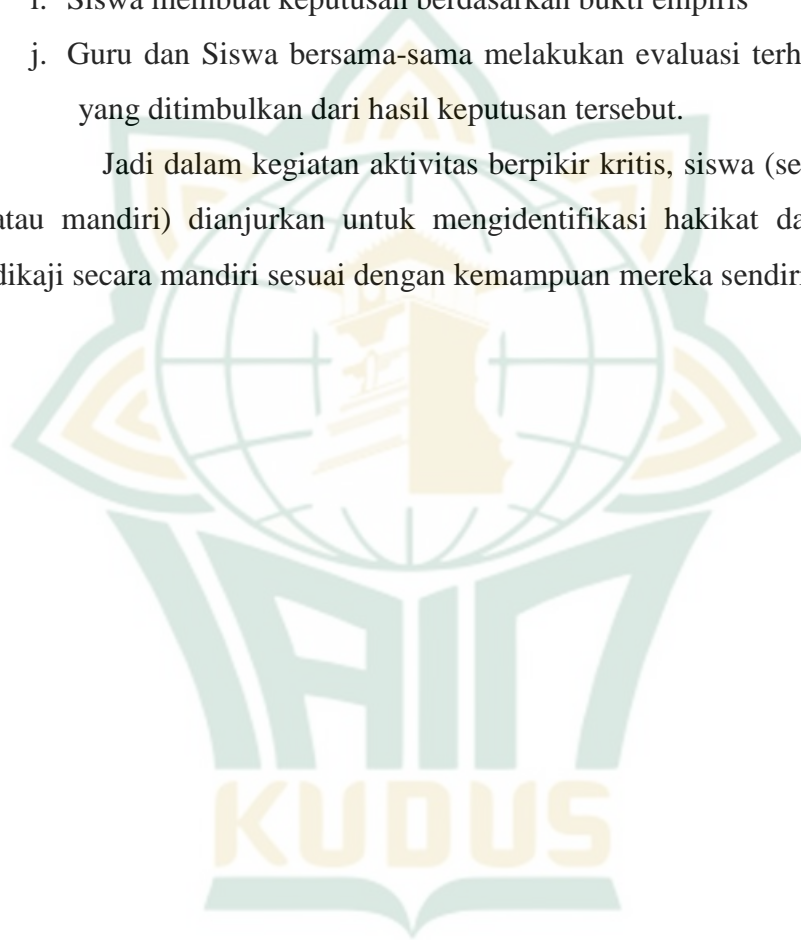 i. Siswa membuat keputusan berdasarkan bukti empiris
j. Guru dan Siswa bersama-sama melakukan evaluasi terh
yang ditimbulkan dari hasil keputusan tersebut.
Jadi dalam kegiatan aktivitas berpikir kritis, siswa (se
atau mandiri) dianjurkan untuk mengidentifikasi hakikat da
dikaji secara mandiri sesuai dengan kemampuan mereka sendiri
IAIN
KUDUS